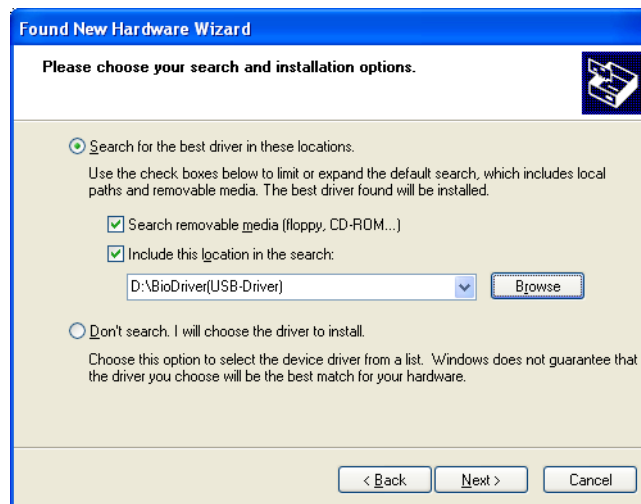 Found New Hardware Wizard
Please choose your search and installation options.
Search for the best driver in these locations.
Use the check boxes below to limit or expand the default search, which includes local
paths and removable media. The best driver found will be installed.
Search removable media (floppy, CD-ROM...)
Include this location in the search:
D:\BioDriver(USB-Driver)
Browse
Don't search. I will choose the driver to install.
Choose this option to select the device driver from a list. Windows does not guarantee that
the driver you choose will be the best match for your hardware.
< Back
Next >
Cancel